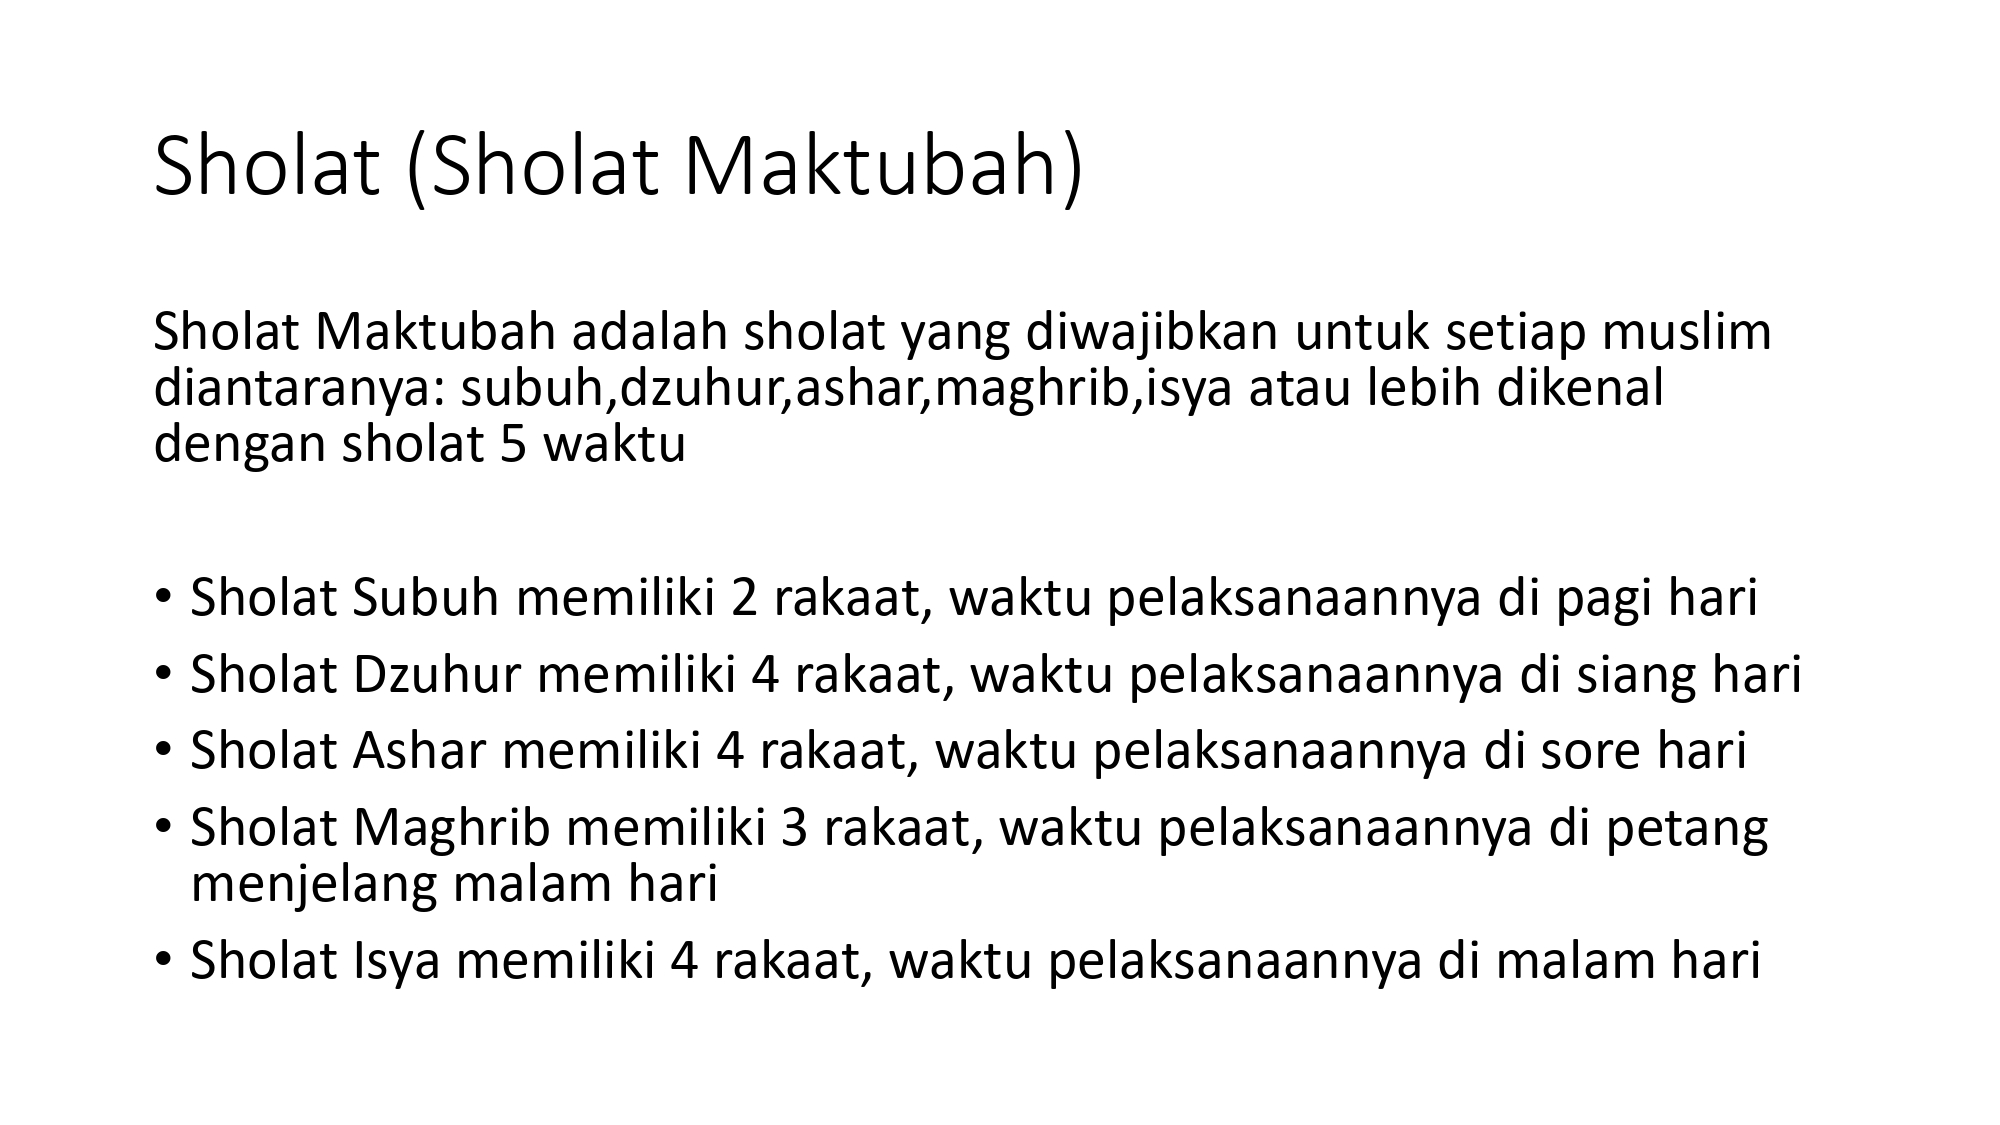 Sholat (Sholat Maktubah)
Sholat Maktubah adalah sholat yang diwajibkan untuk setiap muslim
diantaranya: subuh,dzuhur,ashar,maghrib,isya atau lebih dikenal
dengan sholat 5 waktu
• Sholat Subuh memiliki 2 rakaat, waktu pelaksanaannya di pagi hari
• Sholat Dzuhur memiliki 4 rakaat, waktu pelaksanaannya di siang hari
• Sholat Ashar memiliki 4 rakaat, waktu pelaksanaannya di sore hari
• Sholat Maghrib memiliki 3 rakaat, waktu pelaksanaannya di petang
menjelang malam hari
• Sholat Isya memiliki 4 rakaat, waktu pelaksanaannya di malam hari